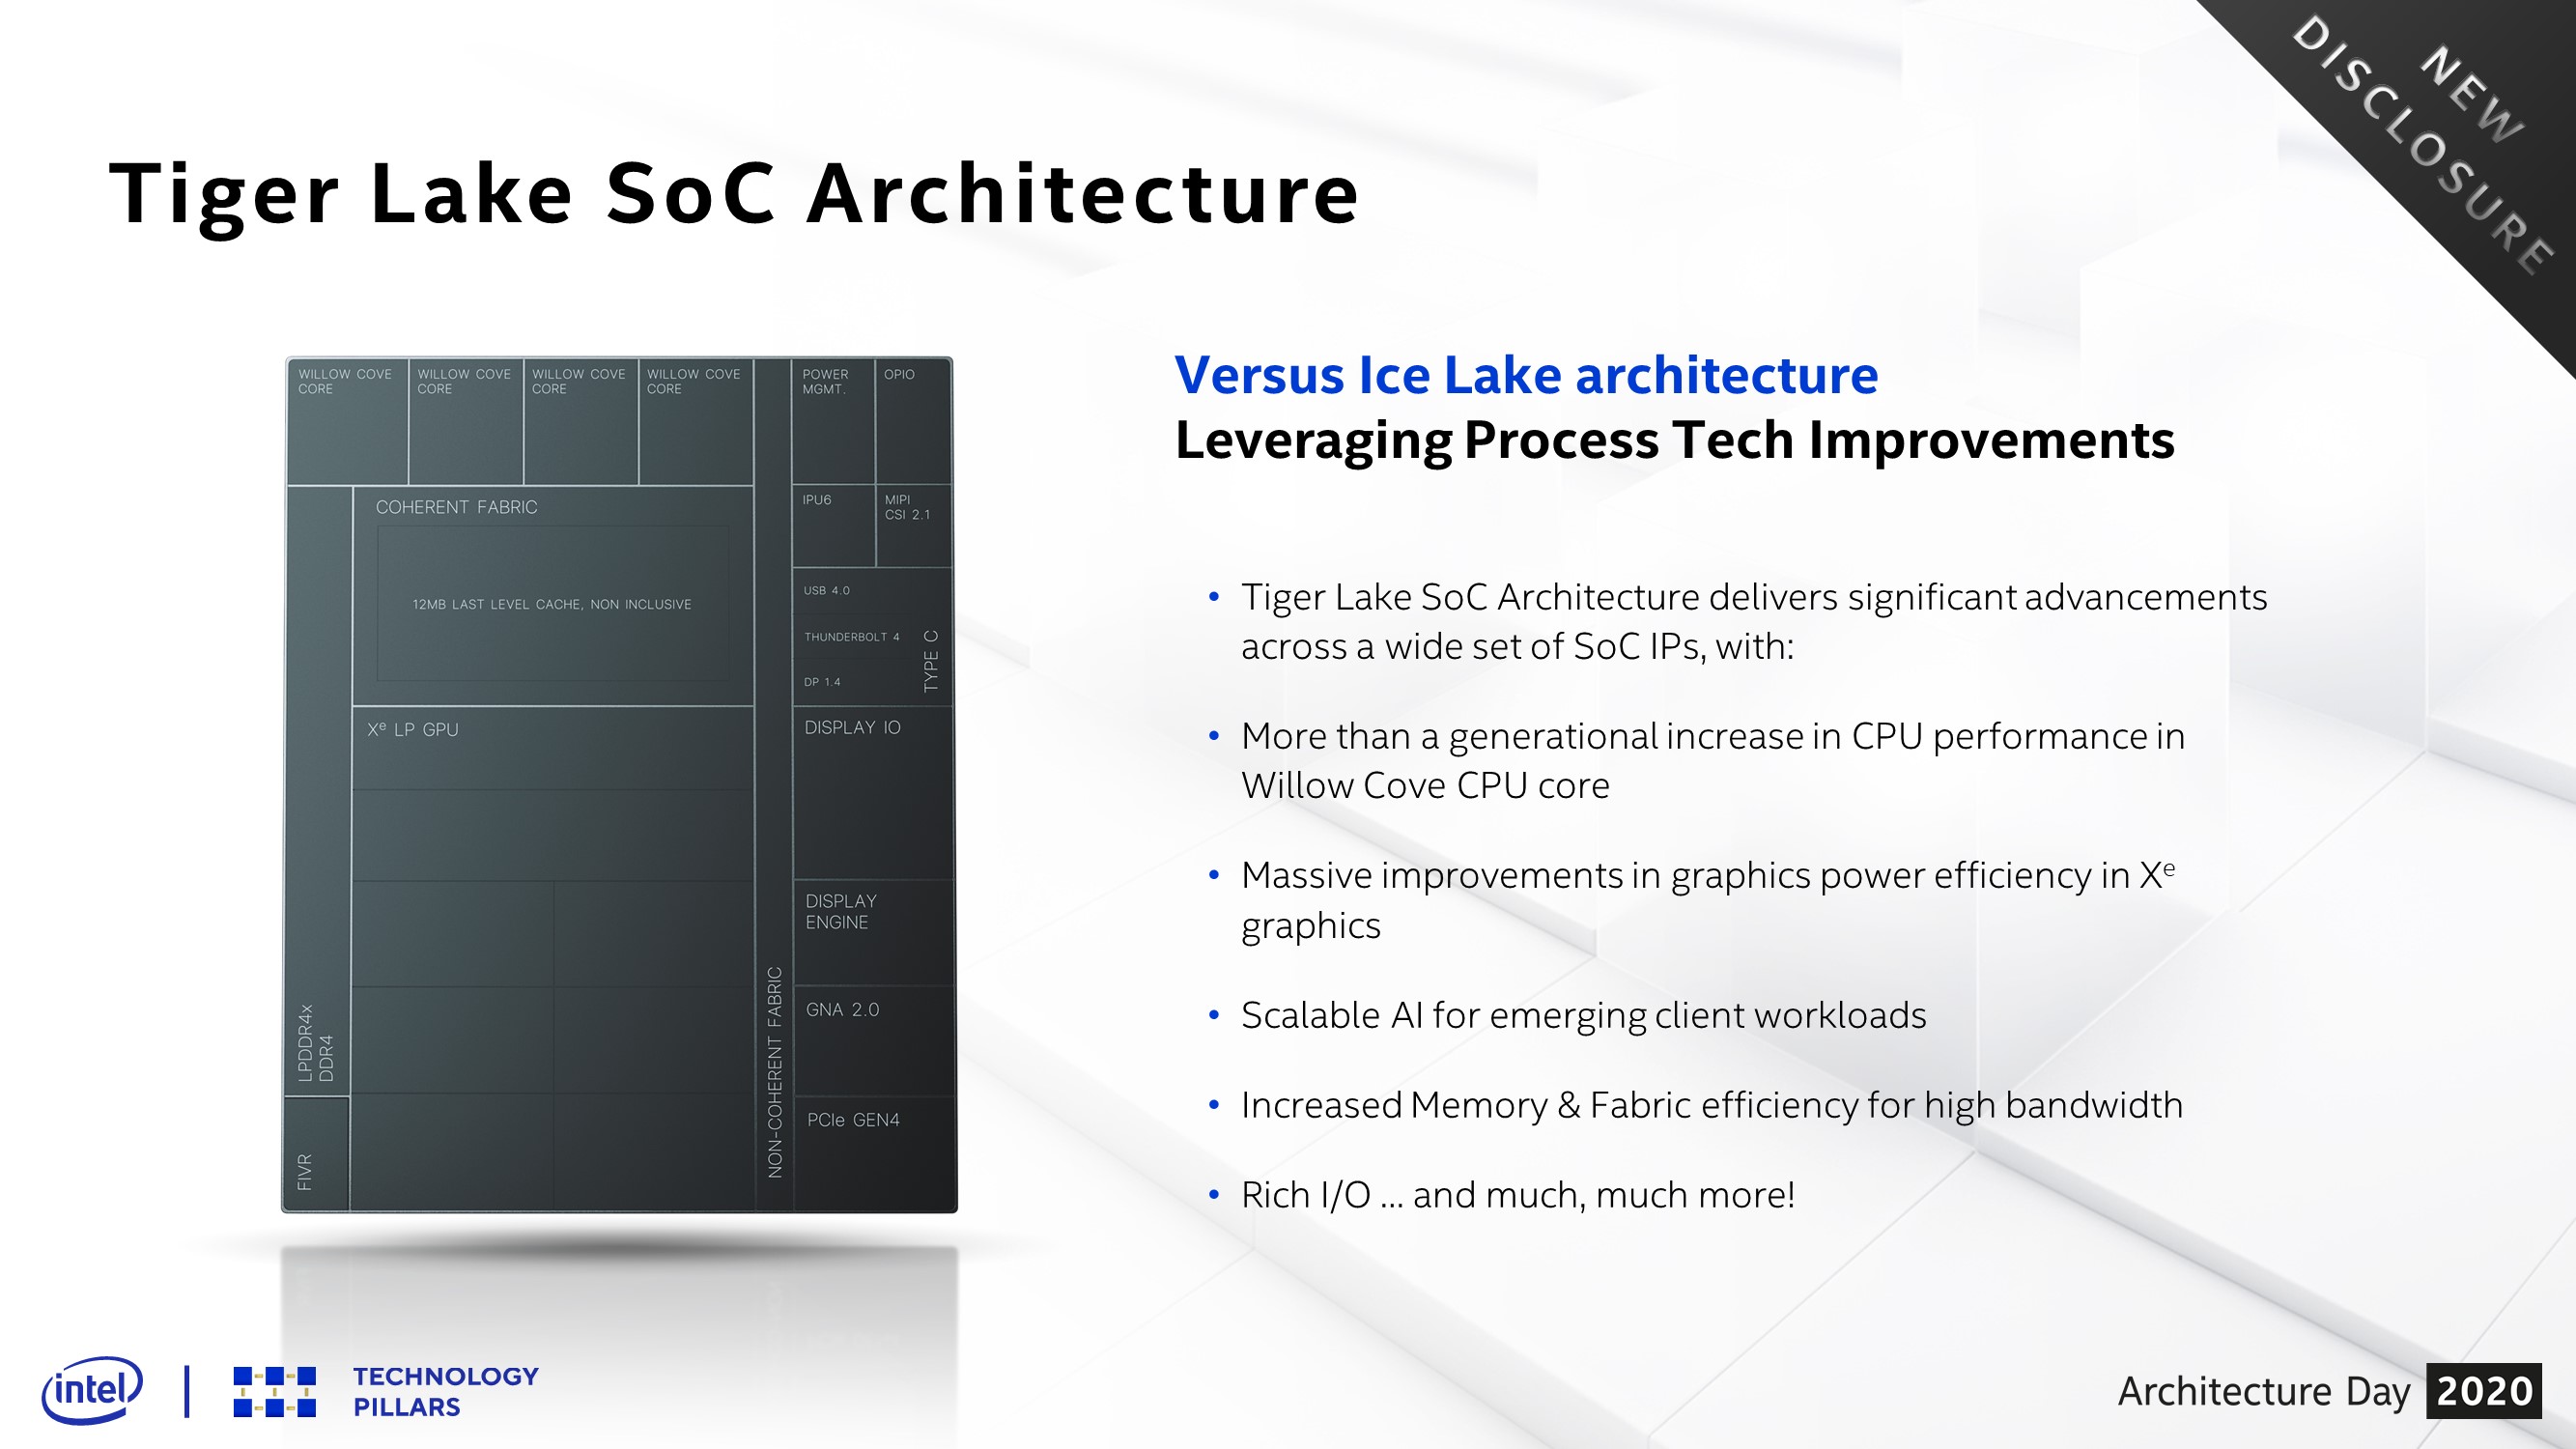 NEW
DISCLOSURE
Tiger Lake SoC Architecture
WILLOW COVE
CORE
WILLOW COVE
CORE
WILLOW COVE
CORE
WILLOW COVE
CORE
POWER
MGMT.
OPIO
COHERENT FABRIC
12MB LAST LEVEL CACHE, NON INCLUSIVE
IPU6
MIPI
CSI 2.1
USB 4.0
THUNDERBOLT 4
DP 1.4
TYPE C
Xe LP GPU
DISPLAY IO
DISPLAY
ENGINE
GNA 2.0
PCIe GEN4
LPDDR4x
DDR4
FIVR
NON-COHERENT FABRIC
Versus Ice Lake architecture
Leveraging Process Tech Improvements
• Tiger Lake SoC Architecture delivers significant advancements
across a wide set of SoC IPs, with:
• More than a generational increase in CPU performance in
Willow Cove CPU core
• Massive improvements in graphics power efficiency in Xe
graphics
• Scalable AI for emerging client workloads
• Increased Memory & Fabric efficiency for high bandwidth
• Rich I/O ... and much, much more!
intel
TECHNOLOGY
PILLARS
Architecture Day 2020